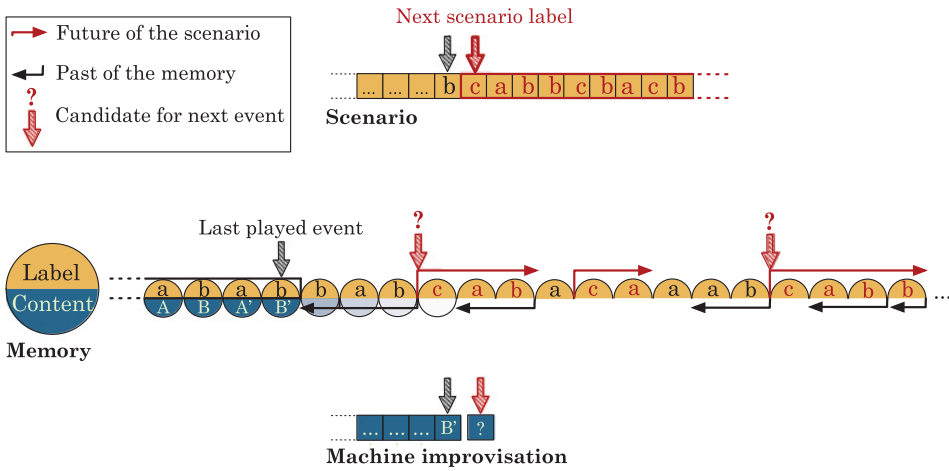 Future of the scenario
Past of the memory
?
Candidate for next event
Next scenario label
... ... ... b c a b b c b a c b
Scenario
Last played event
?
?
Label
Content
a b a b b a b c a b a c a a a b c a b b ...
A B A' B'
Memory
... ... ... B' ?
Machine improvisation